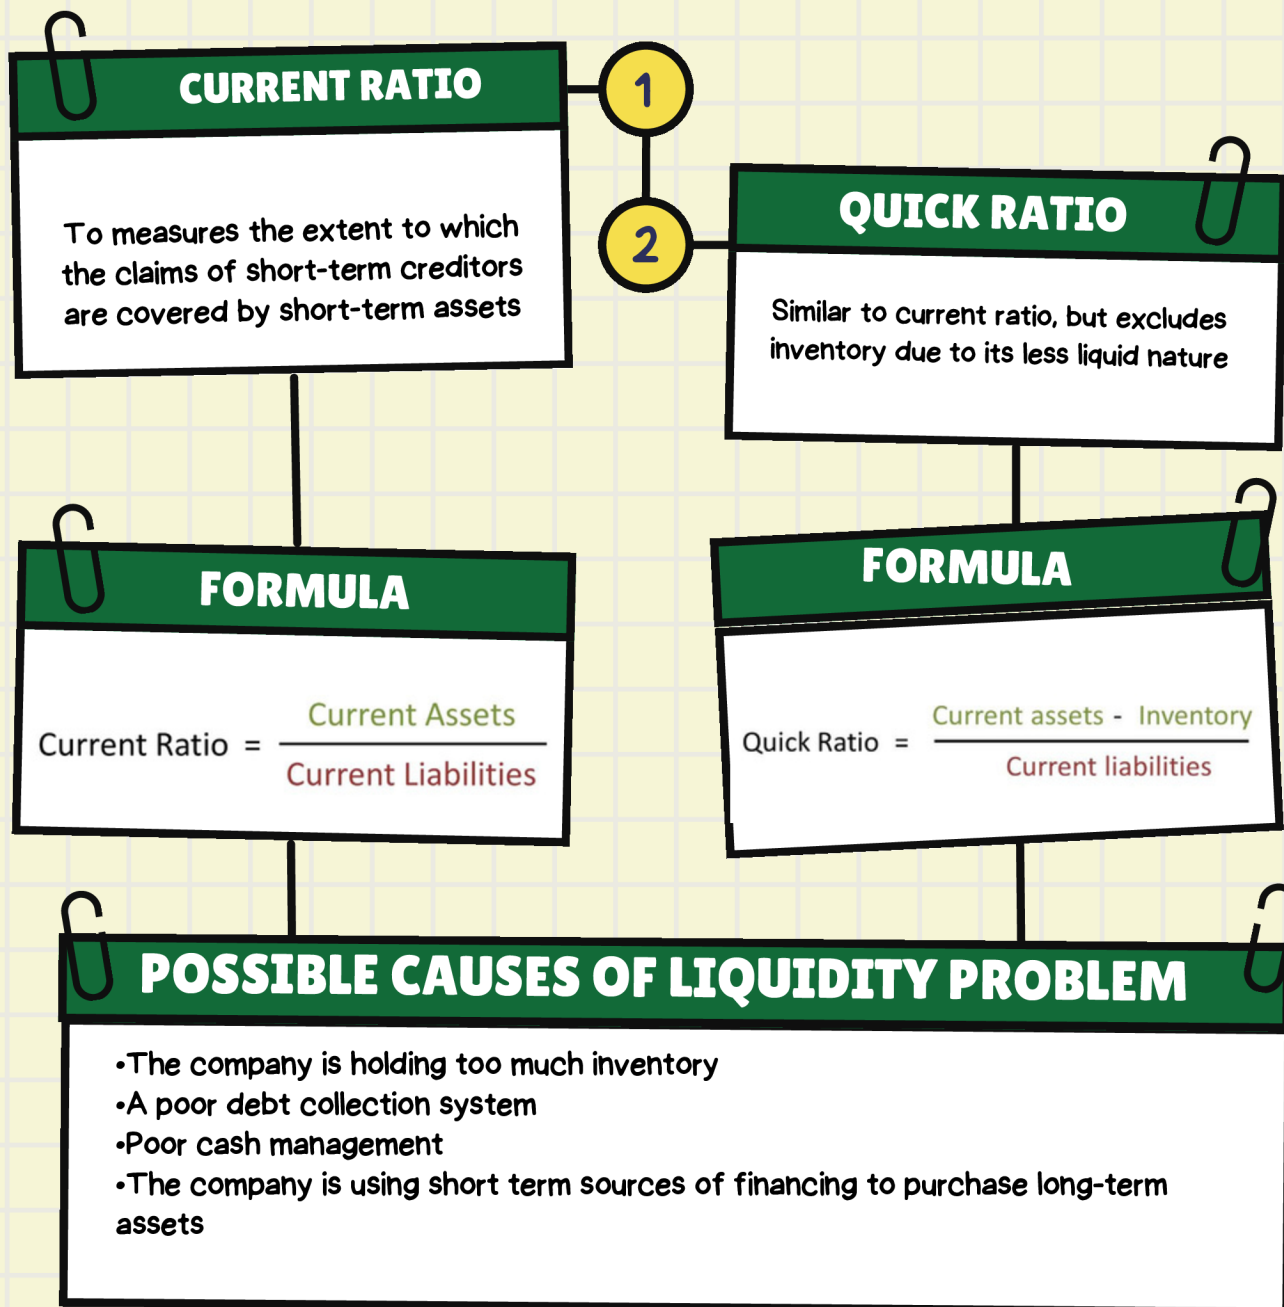 CURRENT RATIO
1
To measures the extent to which
the claims of short-term creditors
are covered by short-term assets
2
QUICK RATIO
Similar to current ratio, but excludes
inventory due to its less liquid nature
FORMULA
Current Ratio =
Current Assets
Current Liabilities
FORMULA
Quick Ratio =
Current assets - Inventory
Current liabilities
POSSIBLE CAUSES OF LIQUIDITY PROBLEM
•The company is holding too much inventory
•A poor debt collection system
•Poor cash management
•The company is using short term sources of financing to purchase long-term
assets